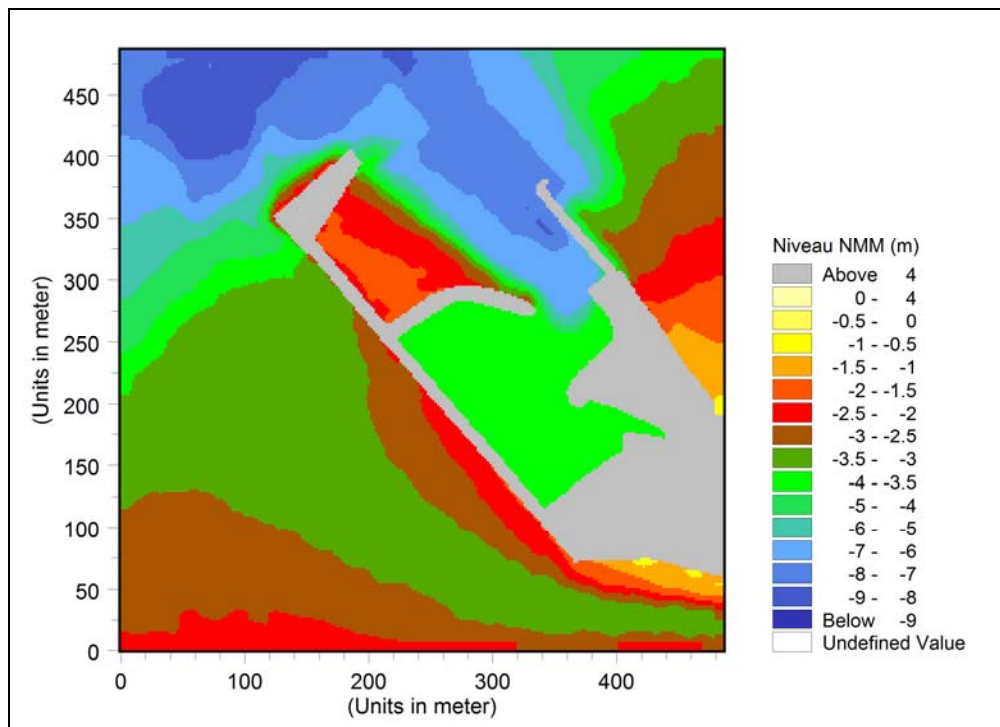 450
400
350
300
250
200
150
100
50
0
(Units in meter)
0 100 200 300 400
(Units in meter)
Niveau NMM (m)
Above 4
0 - 4
-0.5 - 0
-1 - -0.5
-1.5 - -1
-2 - -1.5
-2.5 - -2
-3 - -2.5
-3.5 - -3
-4 - -3.5
-5 - -4
-6 - -5
-7 - -6
-8 - -7
-9 - -8
Below -9
Undefined Value